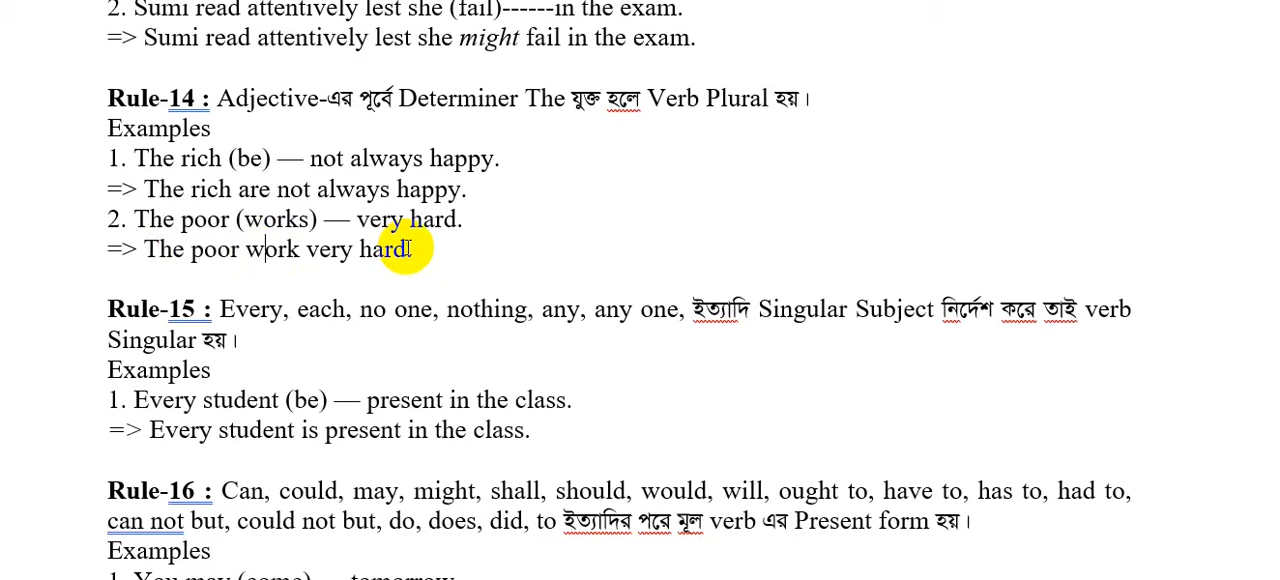 2. Sumi read attentively lest she (fail)------in the exam.
=> Sumi read attentively lest she might fail in the exam.
Rule-14 : Adjective-এর পূর্বে Determiner The যুক্ত হলে Verb Plural হয়।
Examples
1. The rich (be) — not always happy.
=> The rich are not always happy.
2. The poor (works) — very hard.
=> The poor work very hard.
Rule-15 : Every, each, no one, nothing, any, any one, ইত্যাদি Singular Subject নির্দেশ করে তাই verb
Singular হয়।
Examples
1. Every student (be) — present in the class.
=> Every student is present in the class.
Rule-16 : Can, could, may, might, shall, should, would, will, ought to, have to, has to, had to,
can not but, could not but, do, does, did, to ইত্যাদির পরে মূল verb এর Present form হয়।
Examples
1. You may (come) — tomorrow.